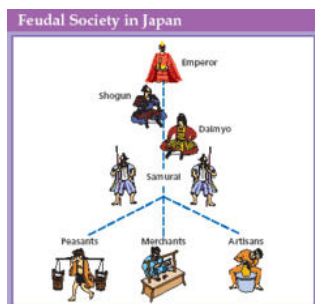 Feudal Society in Japan
Emperor
Shogun
Daimyo
Samurai
Peasants Merchants Artisans